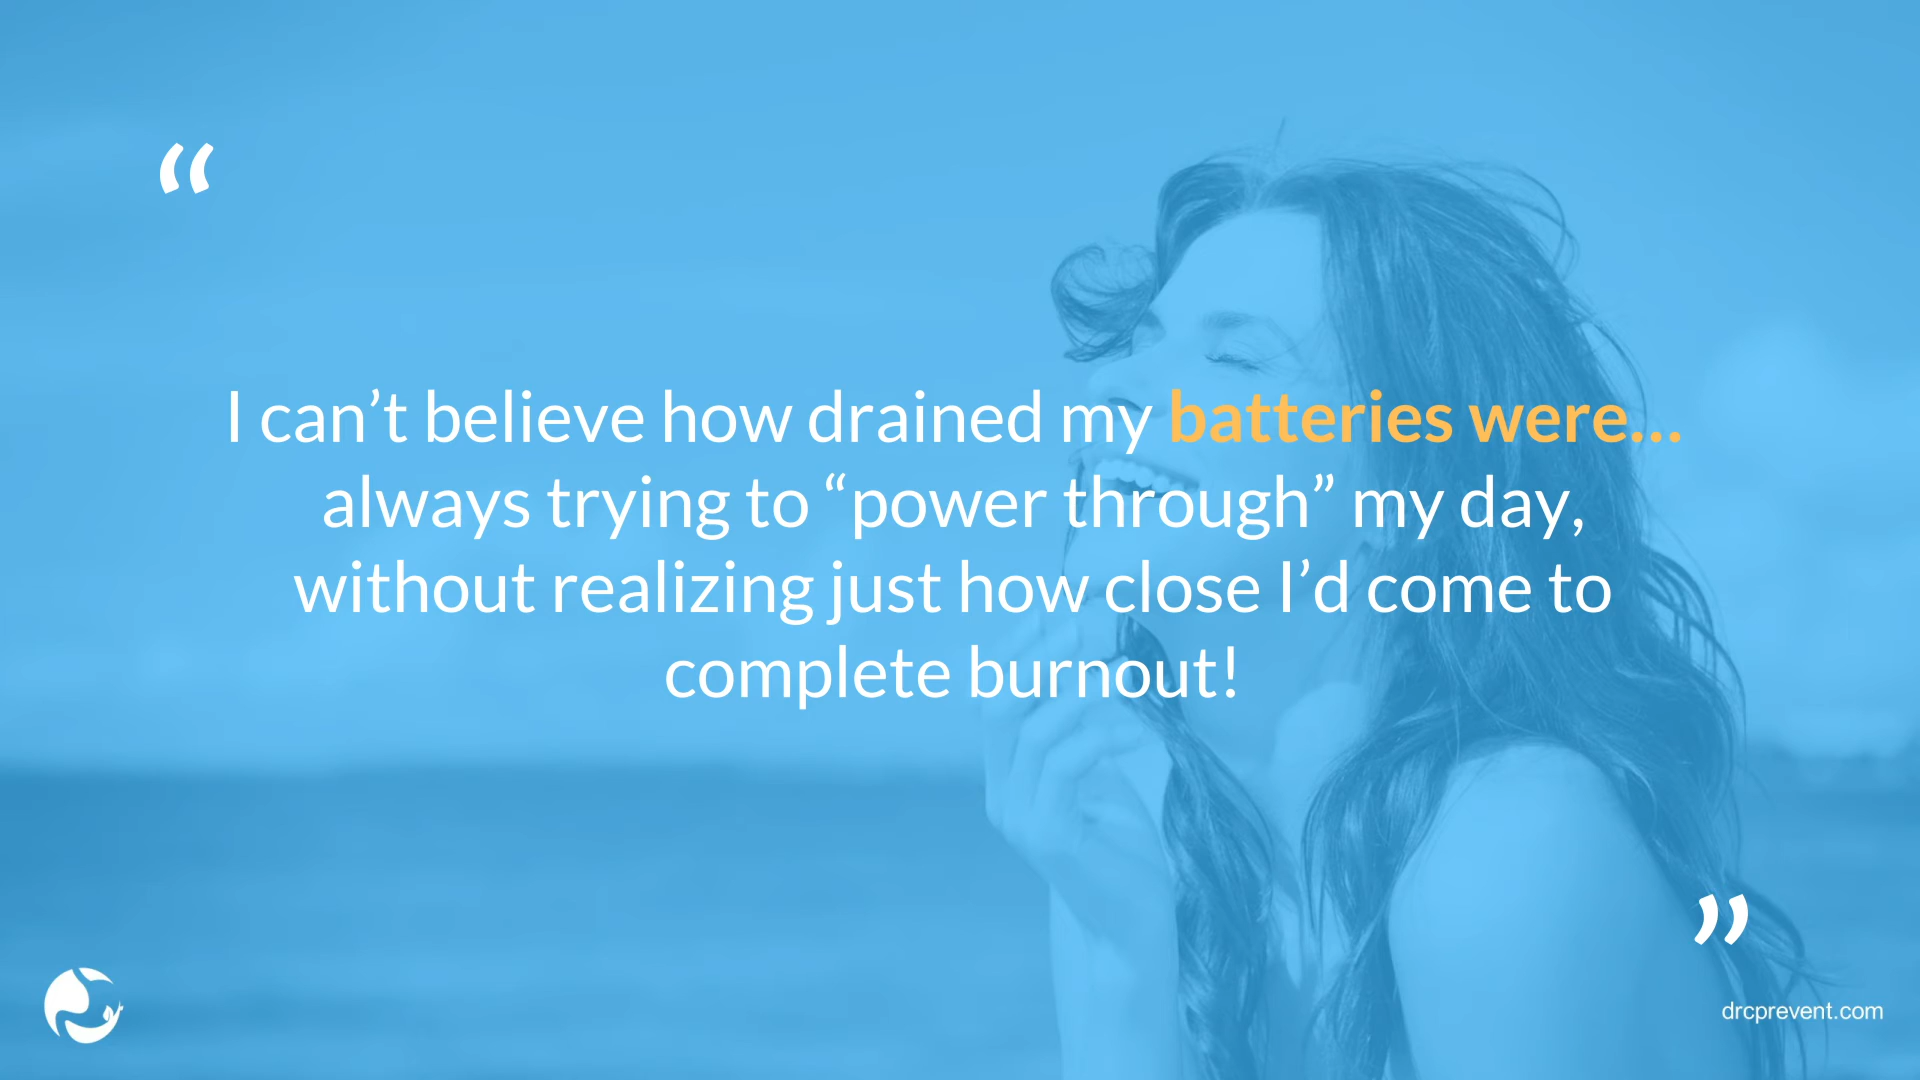 “
I can’t believe how drained my batteries were...
always trying to “power through” my day,
without realizing just how close I’d come to
complete burnout!
”
drcprevent.com